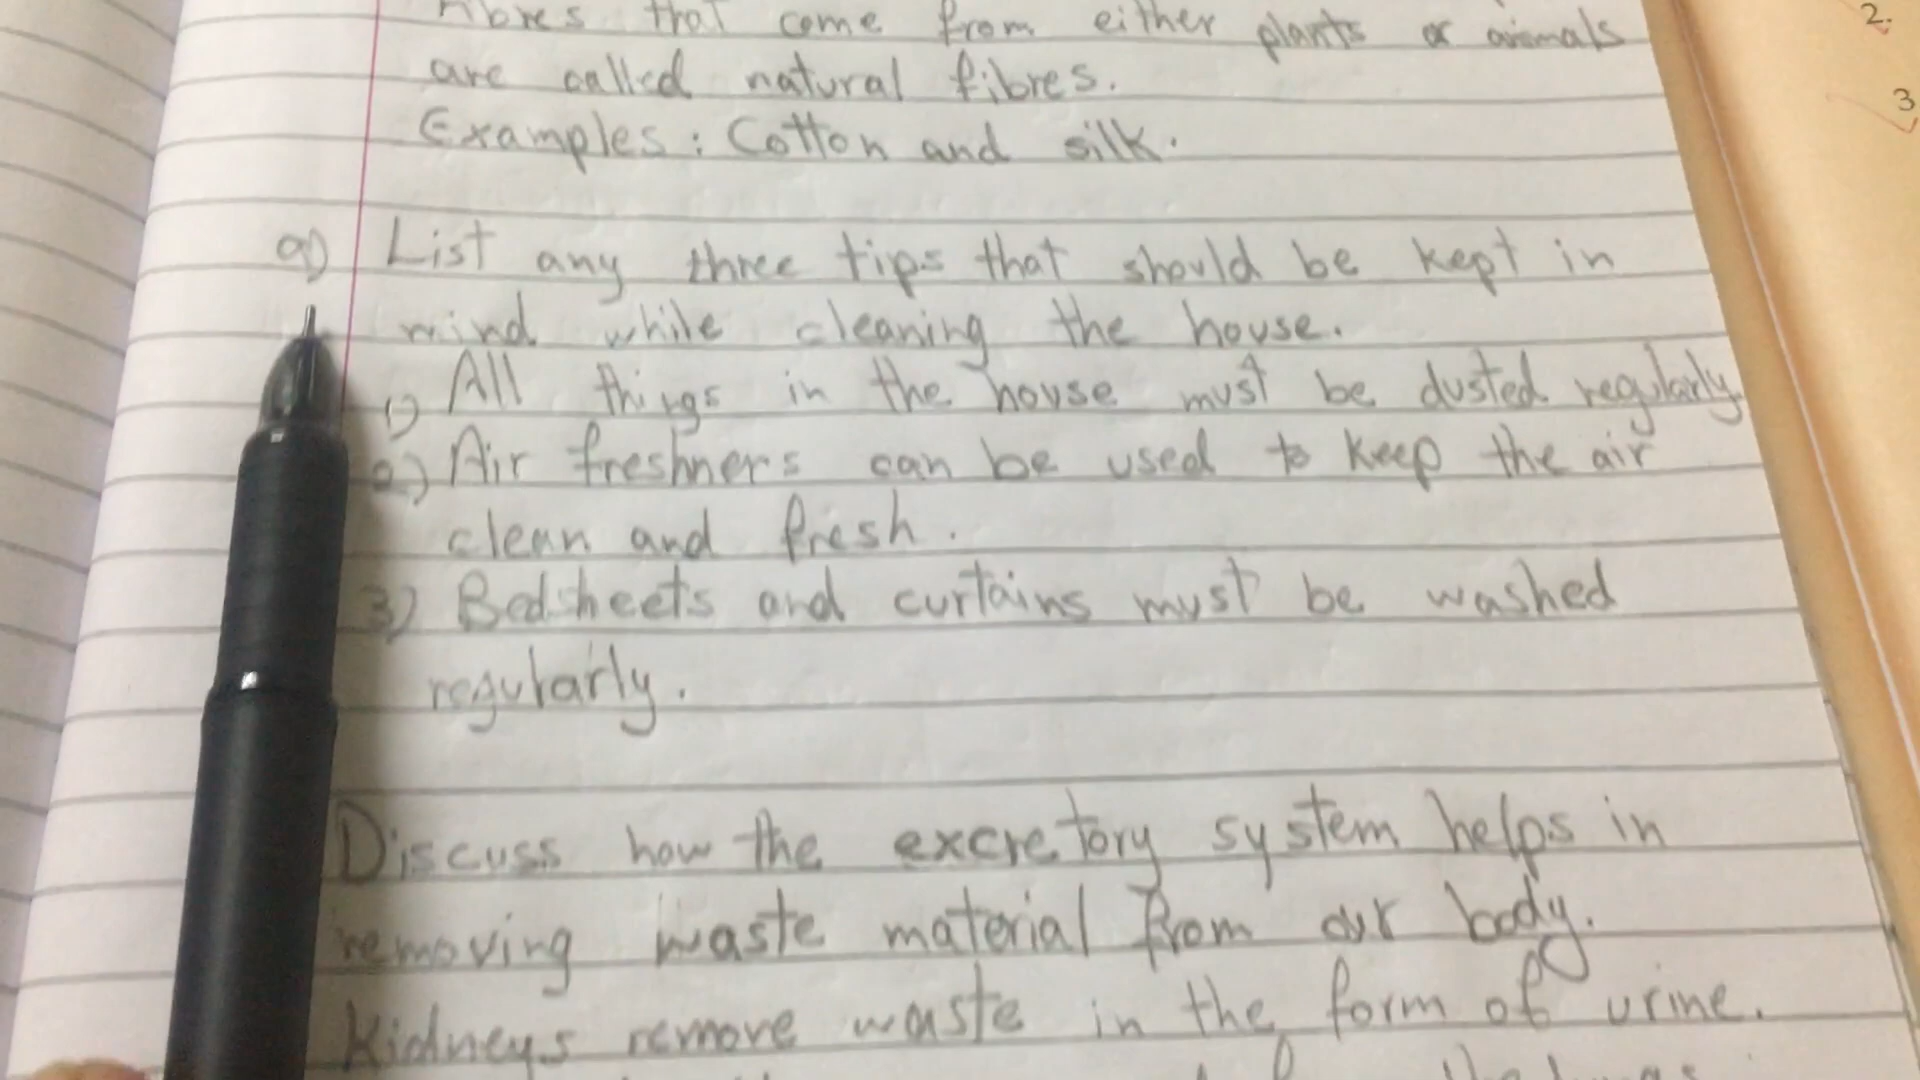 Fibres that come from either plants or animals
are called natural fibres.
Examples: Cotton and silk.
9) List any three tips that should be kept in
mind while cleaning the house.
1) All things in the house must be dusted regularly.
2) Air freshners can be used to keep the air
clean and fresh.
3) Bedsheets and curtains must be washed
regularly.
Discuss how the excretory system helps in
removing waste material from our body.
Kidneys remove waste in the form of urine.
2.
3